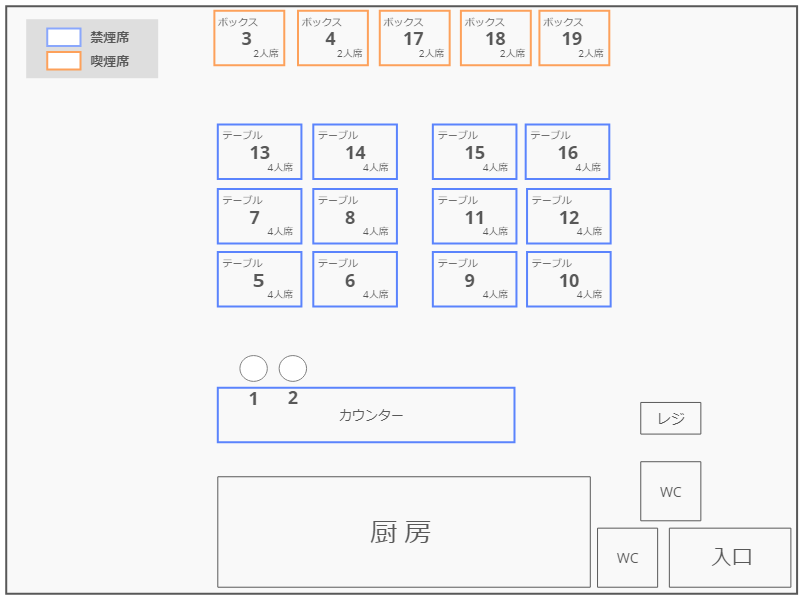 禁煙席
喫煙席
ボックス
3
2人席
ボックス
4
2人席
ボックス
17
2人席
ボックス
18
2人席
ボックス
19
2人席
テーブル
13
4人席
テーブル
14
4人席
テーブル
15
4人席
テーブル
16
4人席
テーブル
7
4人席
テーブル
8
4人席
テーブル
11
4人席
テーブル
12
4人席
テーブル
5
4人席
テーブル
6
4人席
テーブル
9
4人席
テーブル
10
4人席
1
2
カウンター
レジ
WC
厨房
WC
入口